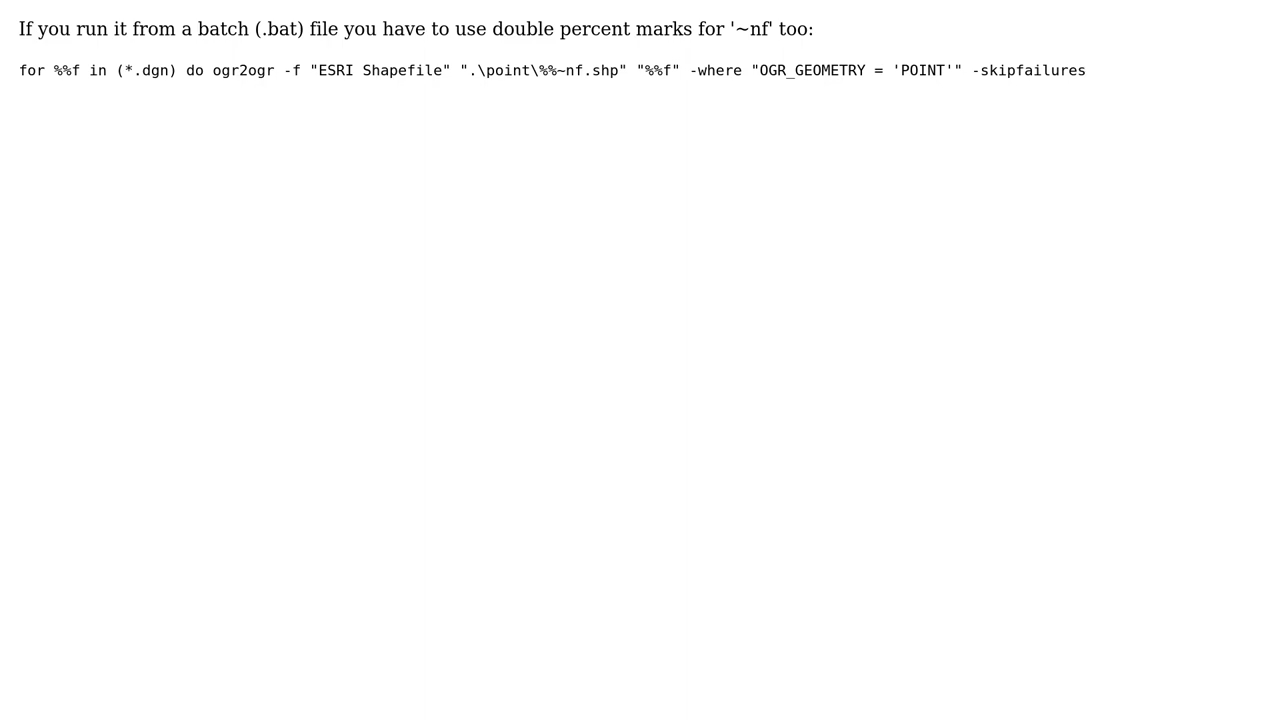 If you run it from a batch (.bat) file you have to use double percent marks for '~nf' too:
for %%f in (*.dgn) do ogr2ogr -f "ESRI Shapefile" ".\point\%%~nf.shp" "%%f" -where "OGR_GEOMETRY = 'POINT'" -skipfailures